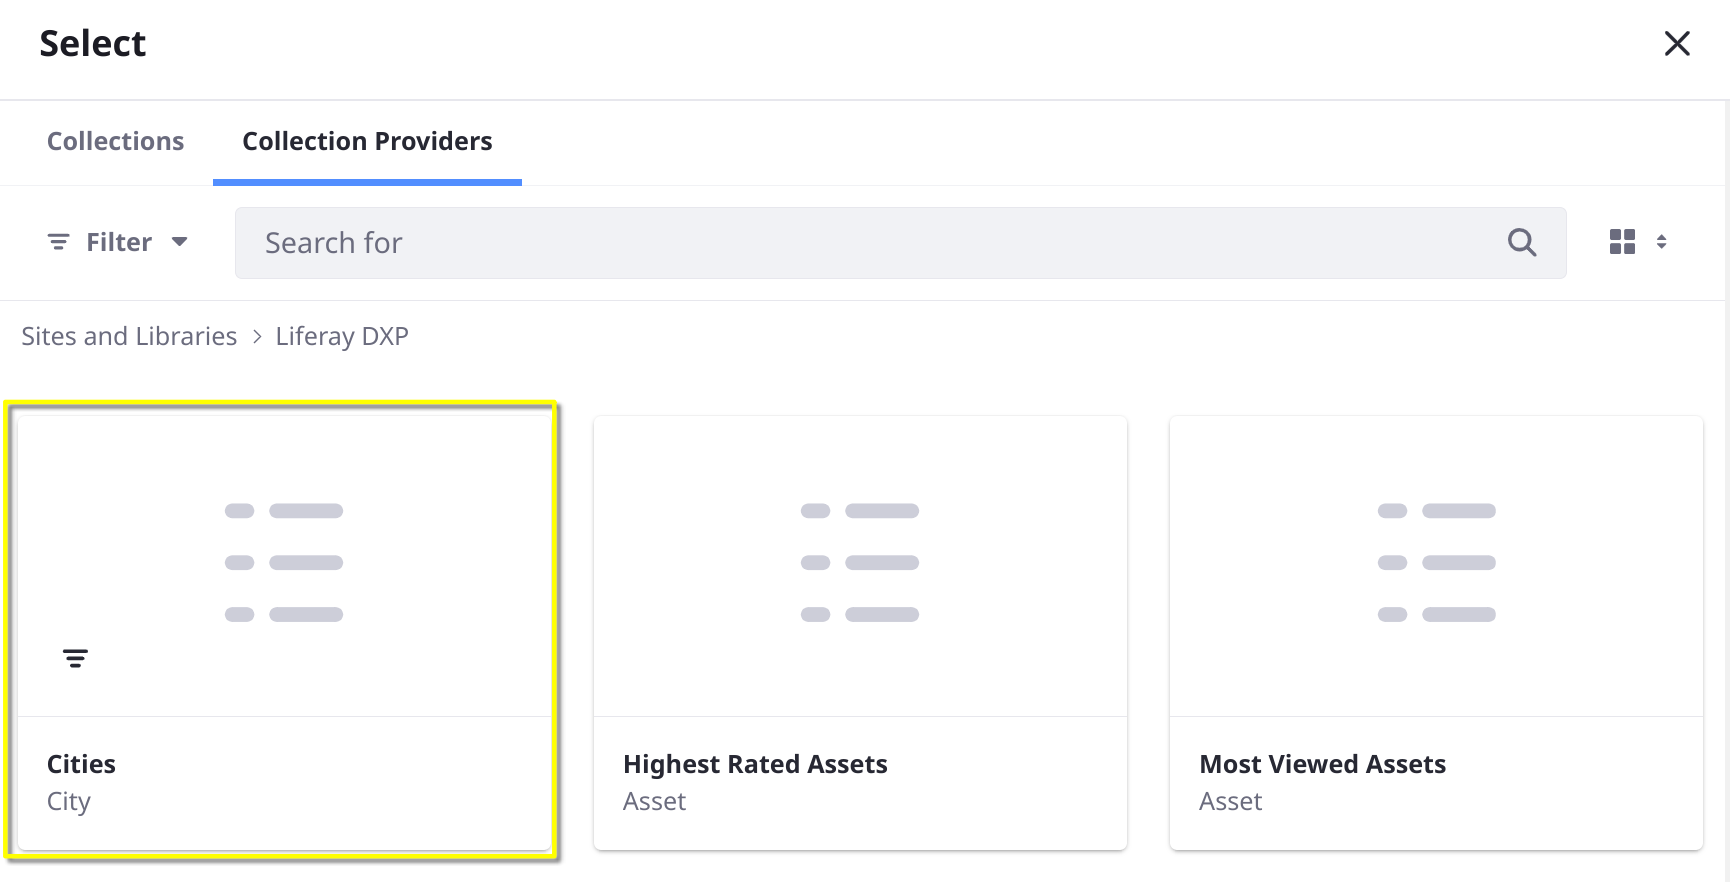 Select
Collections Collection Providers
Filter Search for
Sites and Libraries > Liferay DXP
Cities
City
Highest Rated Assets
Asset
Most Viewed Assets
Asset